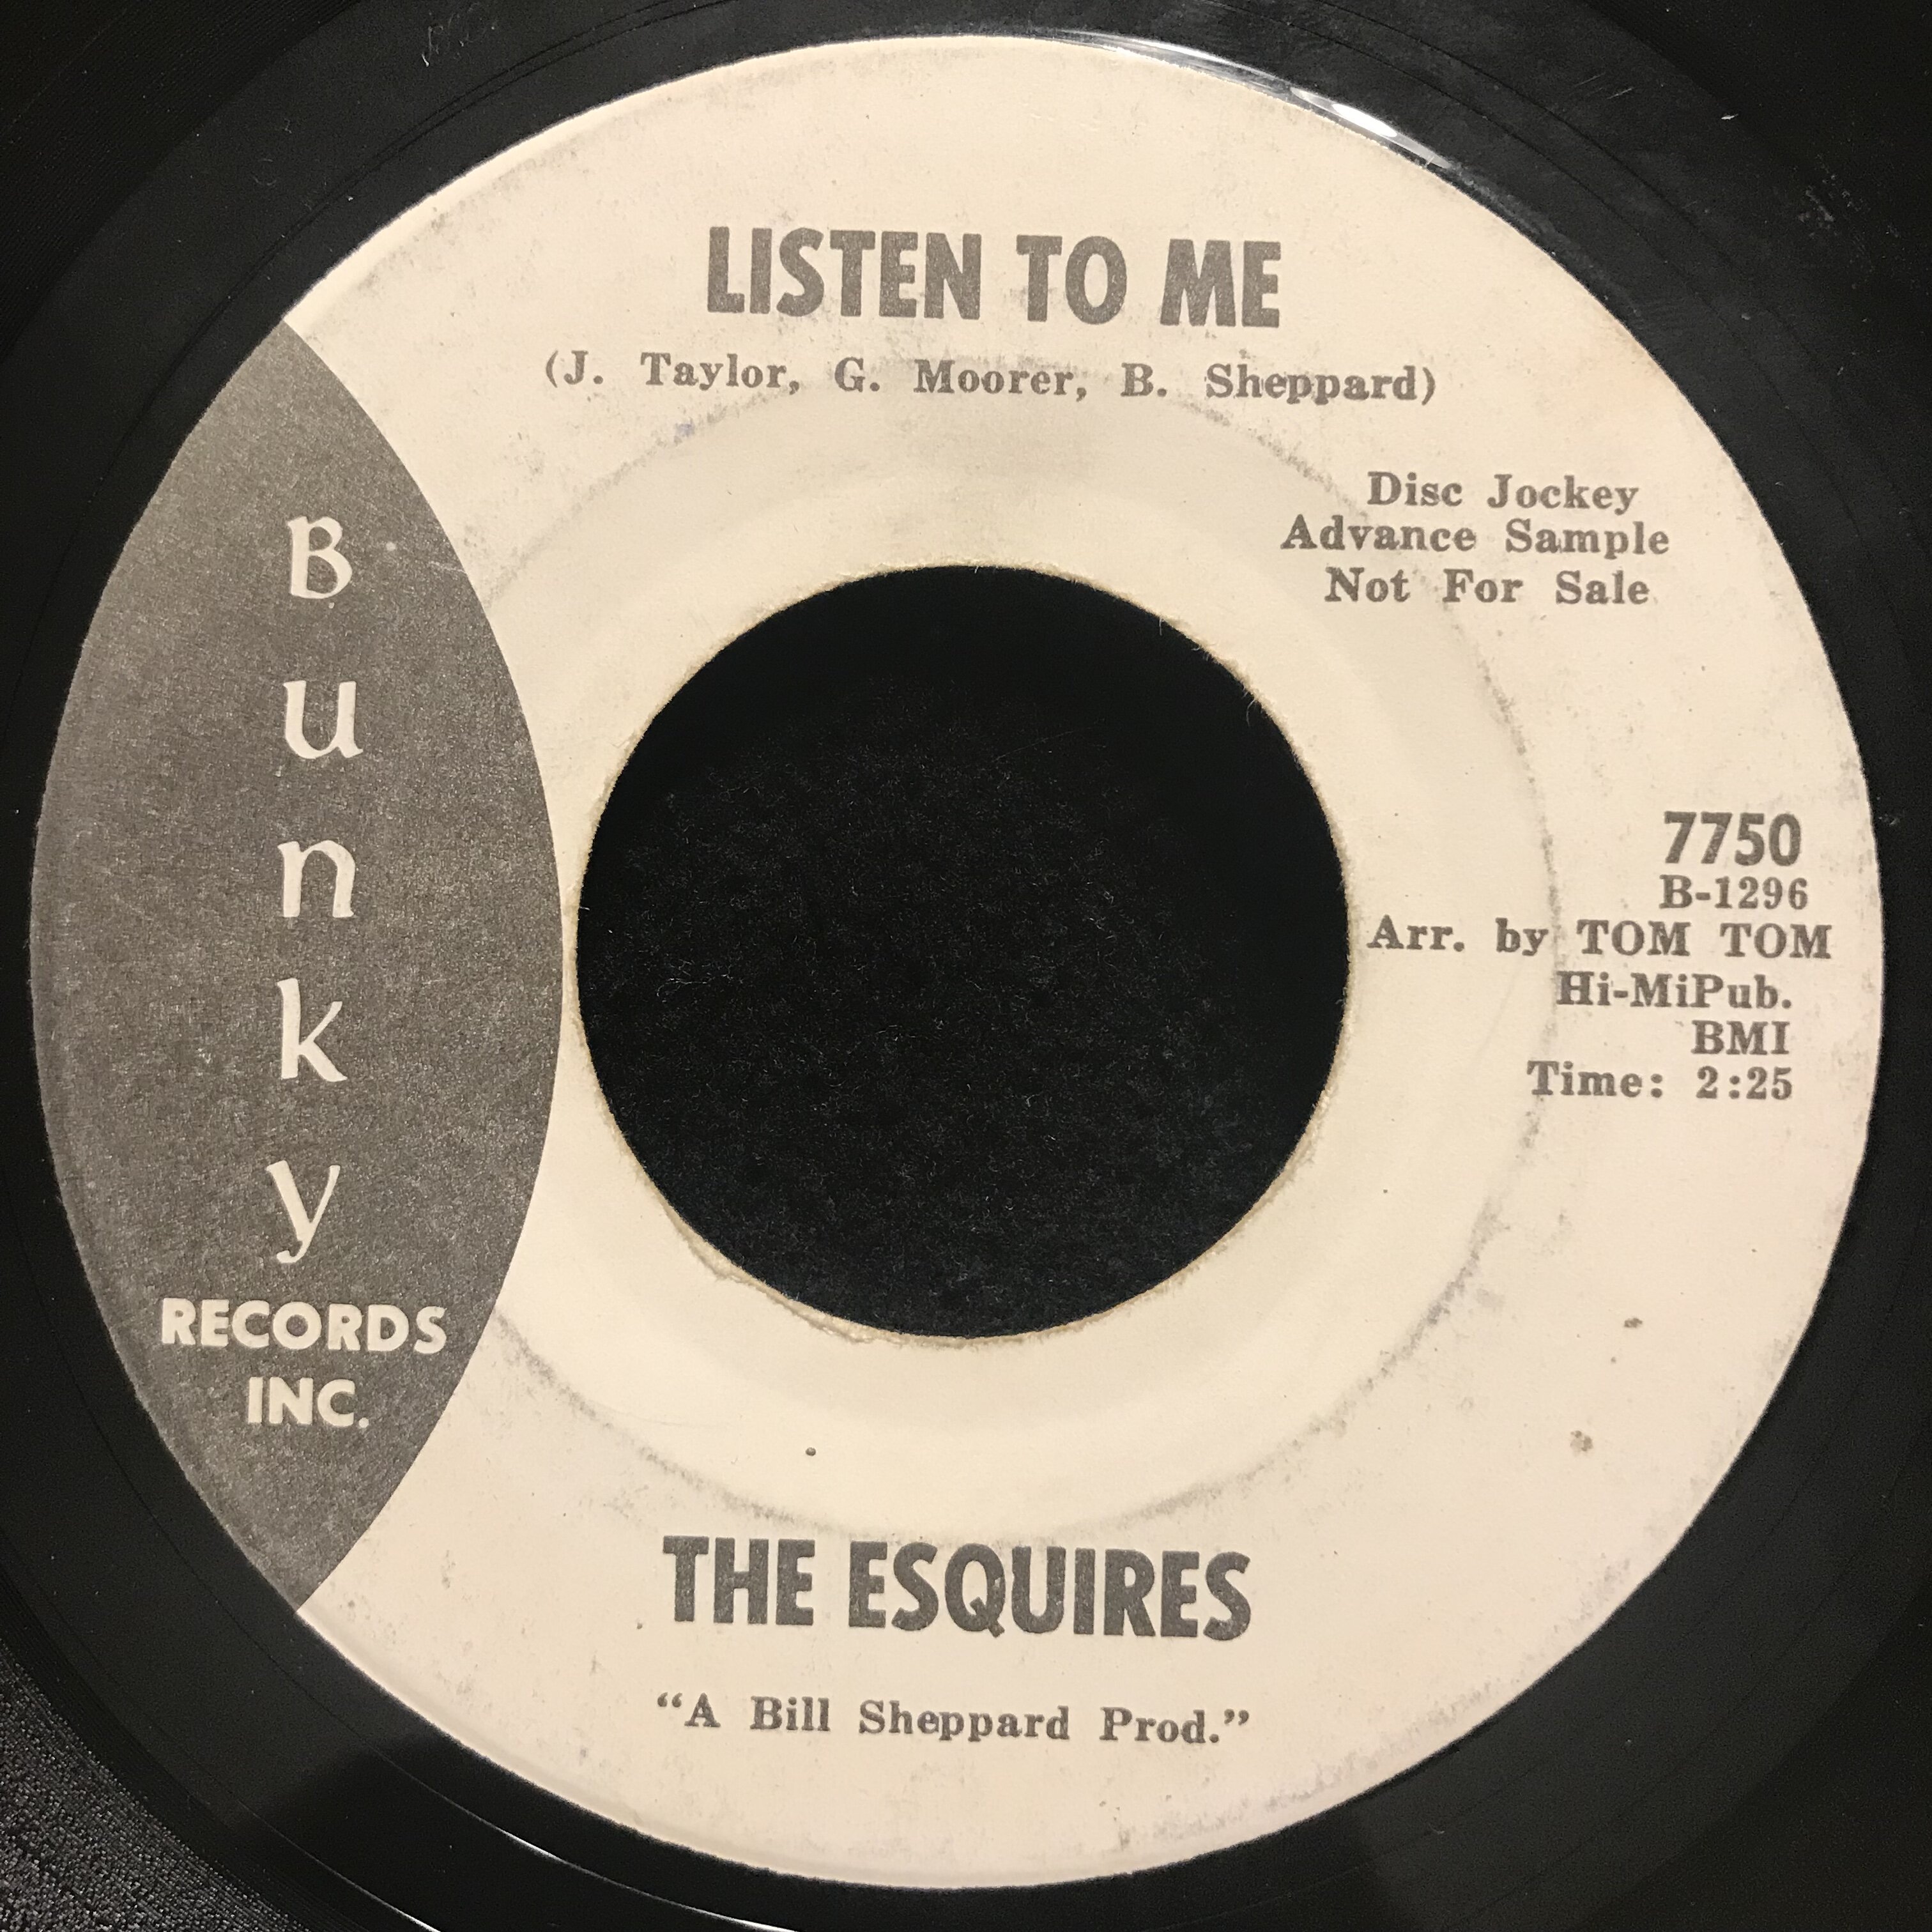 LISTEN TO ME
(J. Taylor, G. Moorer, B. Sheppard)
Disc Jockey
Advance Sample
Not For Sale
Bunky
RECORDS
INC.
7750
B-1296
Arr. by TOM TOM
Hi-MiPub.
BMI
Time: 2:25
THE ESQUIRES
“A Bill Sheppard Prod.”